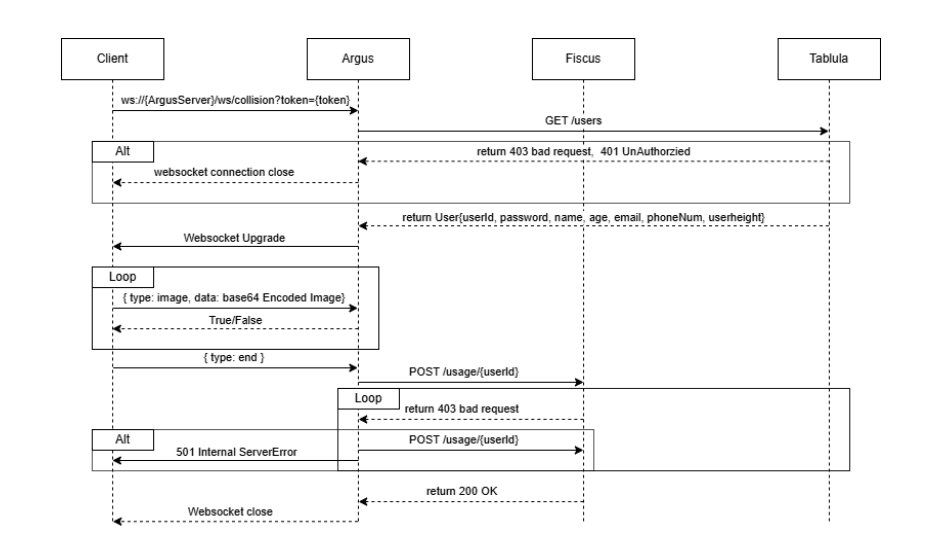 Client
Argus
Fiscus
Tablula
ws://{ArgusServer}/ws/collision?token={token}
GET /users
Alt
return 403 bad request, 401 UnAuthorzied
websocket connection close
return User{userId, password, name, age, email, phoneNum, userheight}
Websocket Upgrade
Loop
{ type: image, data: base64 Encoded Image}
True/False
{ type: end }
POST /usage/{userId}
Loop
return 403 bad request
Alt
POST /usage/{userId}
501 Internal ServerError
return 200 OK
Websocket close